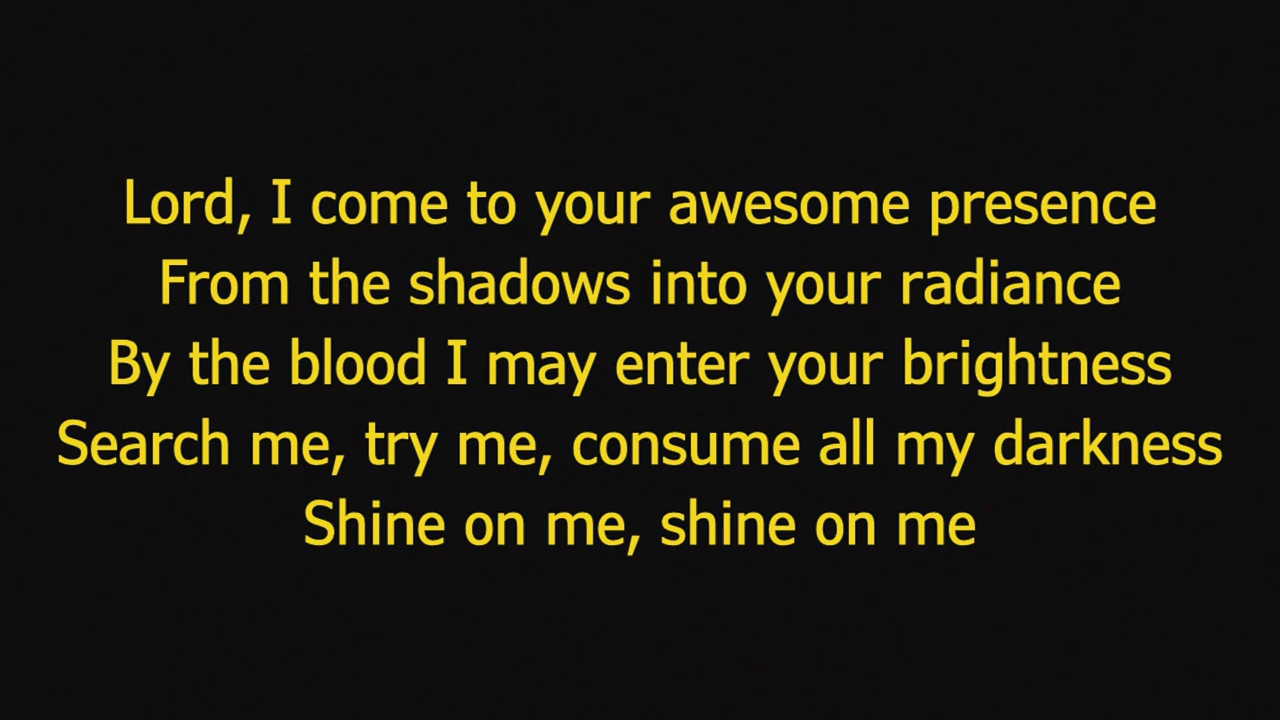 Lord, I come to your awesome presence
From the shadows into your radiance
By the blood I may enter your brightness
Search me, try me, consume all my darkness
Shine on me, shine on me